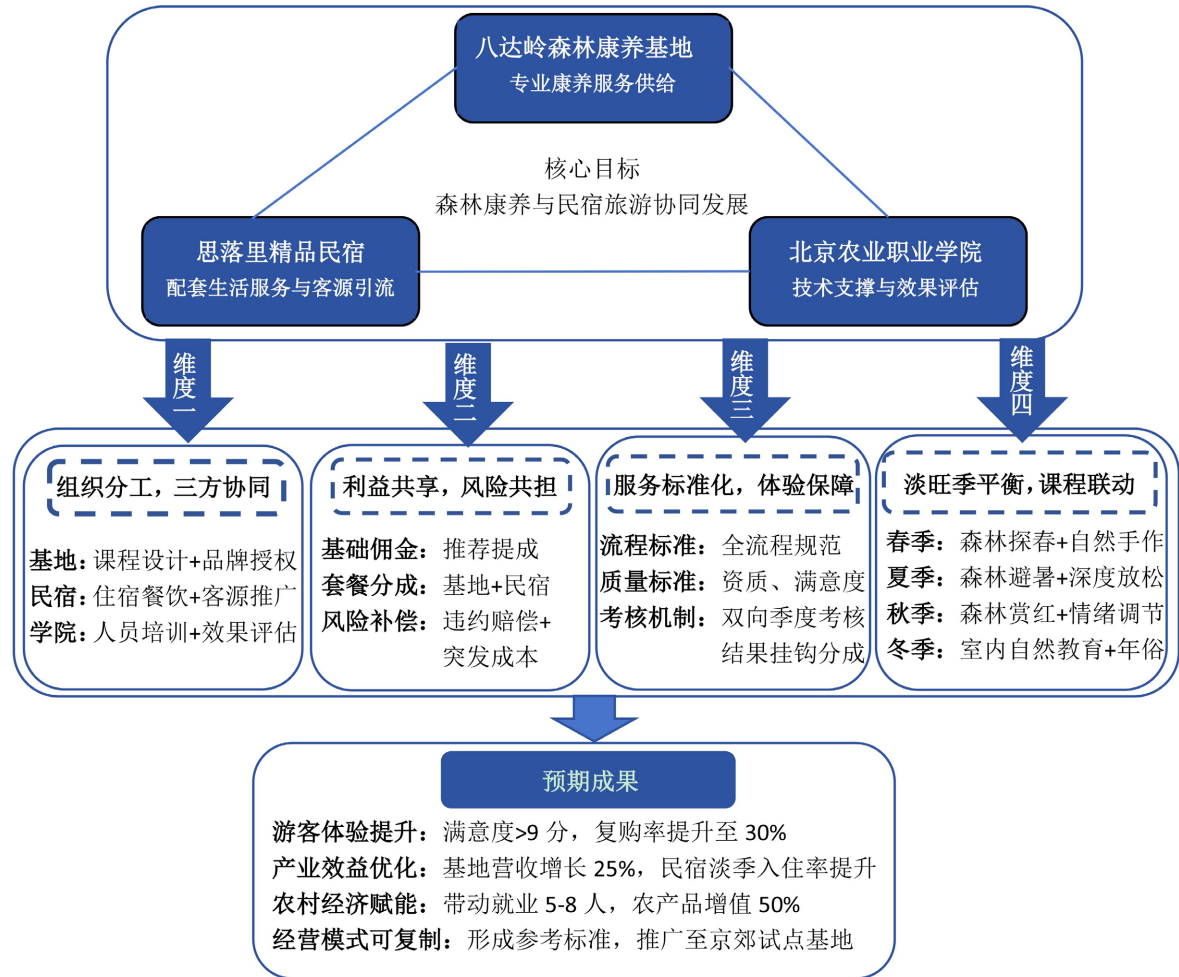 八达岭森林康养基地
专业康养服务供给
核心目标
森林康养与民宿旅游协同发展
思落里精品民宿
配套生活服务与客源引流
北京农业职业学院
技术支撑与效果评估
维度一
维度二
维度三
维度四
组织分工，三方协同
基地：课程设计+品牌授权
民宿：住宿餐饮+客源推广
学院：人员培训+效果评估
利益共享，风险共担
基础佣金：推荐提成
套餐分成：基地+民宿
风险补偿：违约赔偿+
突发成本
服务标准化，体验保障
流程标准：全流程规范
质量标准：资质、满意度
考核机制：双向季度考核
结果挂钩分成
淡旺季平衡，课程联动
春季：森林探春+自然手作
夏季：森林避暑+深度放松
秋季：森林赏红+情绪调节
冬季：室内自然教育+年俗
预期成果
游客体验提升：满意度>9 分，复购率提升至 30%
产业效益优化：基地营收增长 25%，民宿淡季入住率提升
农村经济赋能：带动就业 5-8 人，农产品增值 50%
经营模式可复制：形成参考标准，推广至京郊试点基地